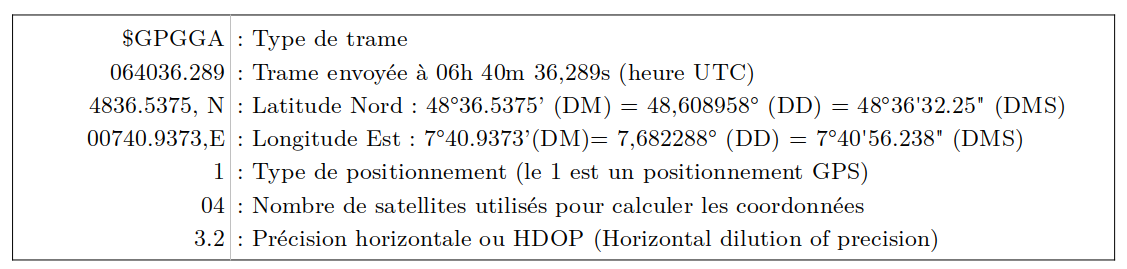 $GPGGA : Type de trame
064036.289 : Trame envoyée à 06h 40m 36,289s (heure UTC)
4836.5375, N : Latitude Nord : 48°36.5375’ (DM) = 48,608958° (DD) = 48°36'32.25" (DMS)
00740.9373,E : Longitude Est : 7°40.9373’(DM)= 7,682288° (DD) = 7°40'56.238" (DMS)
1 : Type de positionnement (le 1 est un positionnement GPS)
04 : Nombre de satellites utilisés pour calculer les coordonnées
3.2 : Précision horizontale ou HDOP (Horizontal dilution of precision)